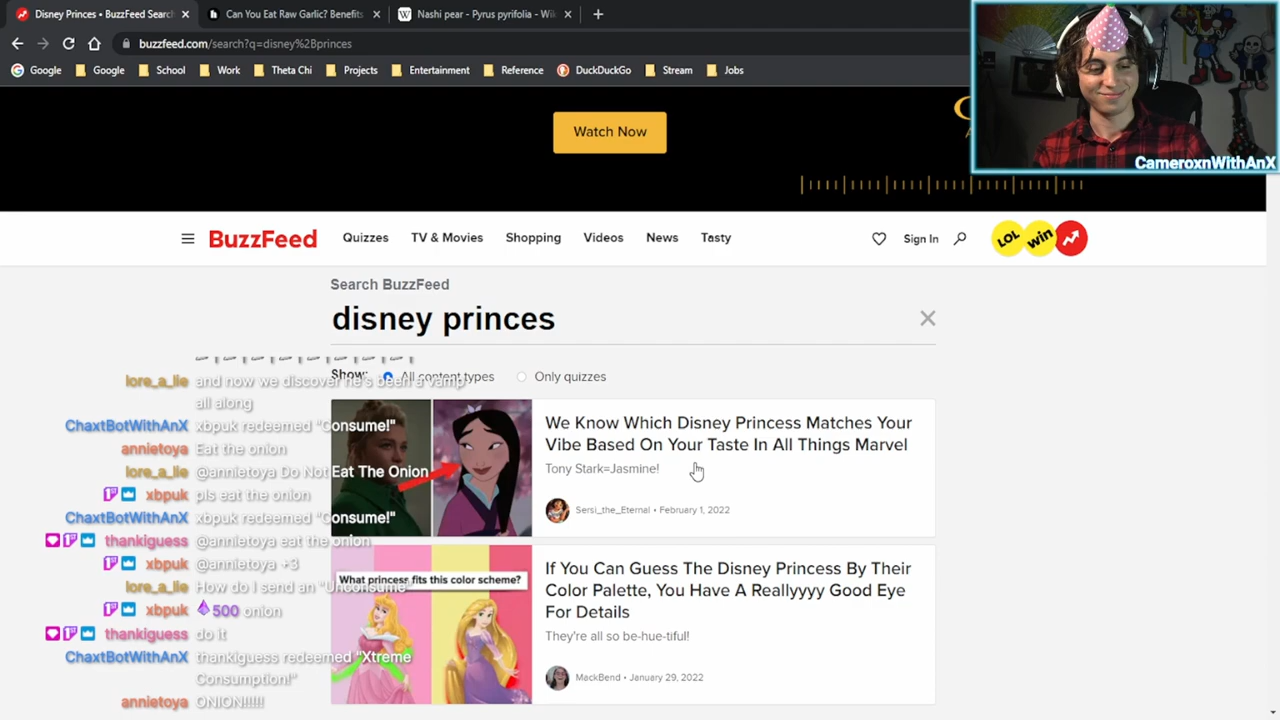 Disney Princes • BuzzFeed Search
Can You Eat Raw Garlic? Benefits
Nashi pear - Pyrus pyrifolia - Wik
buzzfeed.com/search?q=disney%2Bprinces
Google
Google
School
Work
Theta Chi
Projects
Entertainment
Reference
DuckDuckGo
Stream
Jobs
Watch Now
CameroxnWithAnX
BuzzFeed
Quizzes
TV & Movies
Shopping
Videos
News
Tasty
Sign In
LOL
win
Search BuzzFeed
disney princes
Show:
All content types
Only quizzes
We Know Which Disney Princess Matches Your
Vibe Based On Your Taste In All Things Marvel
Tony Stark=Jasmine!
Sersi_the_Eternal • February 1, 2022
What princess fits this color scheme?
If You Can Guess The Disney Princess By Their
Color Palette, You Have A Reallyyyy Good Eye
For Details
They're all so be-hue-tiful!
MackBend • January 29, 2022
lore_a_lie and now we discover he's been a vamp
all along
ChaxtBotWithAnX xbpuk redeemed "Consume!"
annietoya Eat the onion
lore_a_lie @annietoya Do Not Eat The Onion
xbpuk pls eat the onion
ChaxtBotWithAnX xbpuk redeemed "Consume!"
thankiguess @annietoya eat the onion
xbpuk @annietoya +3
lore_a_lie How do I send an "Unconsume"
xbpuk 500 onion
thankiguess do it
ChaxtBotWithAnX thankiguess redeemed "Xtreme
Consumption!"
annietoya ONION!!!!!